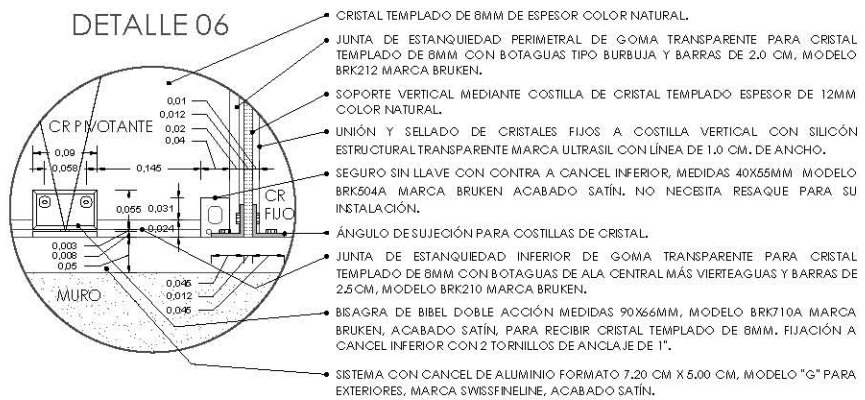 DETALLE 06
CRISTAL TEMPLADO DE 8MM DE ESPESOR COLOR NATURAL.
JUNTA DE ESTANQUIEDAD PERIMETRAL DE GOMA TRANSPARENTE PARA CRISTAL
TEMPLADO DE 8MM CON BOTAGUAS TIPO BURBUJA Y BARRAS DE 2.0 CM, MODELO
BRK212 MARCA BRUKEN.
SOPORTE VERTICAL MEDIANTE COSTILLA DE CRISTAL TEMPLADO ESPESOR DE 12MM
COLOR NATURAL.
UNIÓN Y SELLADO DE CRISTALES FIJOS A COSTILLA VERTICAL CON SILICÓN
ESTRUCTURAL TRANSPARENTE MARCA ULTRASIL CON LÍNEA DE 1.0 CM. DE ANCHO.
SEGURO SIN LLAVE CON CONTRA A CANCEL INFERIOR, MEDIDAS 40X55MM MODELO
BRK504A MARCA BRUKEN ACABADO SATÍN. NO NECESITA RESAQUE PARA SU
INSTALACIÓN.
ÁNGULO DE SUJECIÓN PARA COSTILLAS DE CRISTAL.
JUNTA DE ESTANQUIEDAD INFERIOR DE GOMA TRANSPARENTE PARA CRISTAL
TEMPLADO DE 8MM CON BOTAGUAS DE ALA CENTRAL MÁS VIERTEAGUAS Y BARRAS DE
2.5CM, MODELO BRK210 MARCA BRUKEN.
BISAGRA DE BIBEL DOBLE ACCIÓN MEDIDAS 90X66MM, MODELO BRK710A MARCA
BRUKEN, ACABADO SATÍN, PARA RECIBIR CRISTAL TEMPLADO DE 8MM. FIJACIÓN A
CANCEL INFERIOR CON 2 TORNILLOS DE ANCLAJE DE 1".
SISTEMA CON CANCEL DE ALUMINIO FORMATO 7.20 CM X 5.00 CM, MODELO "G" PARA
EXTERIORES, MARCA SWISSFINELINE, ACABADO SATÍN.
0,01
0,012
CR PIVOTANTE
0,02
0,04
0,09
0,058
0,145
CR
FIJO
0,055
0,031
0,024
0,003
0,008
0,05
MURO
0,045
0,012
0,045